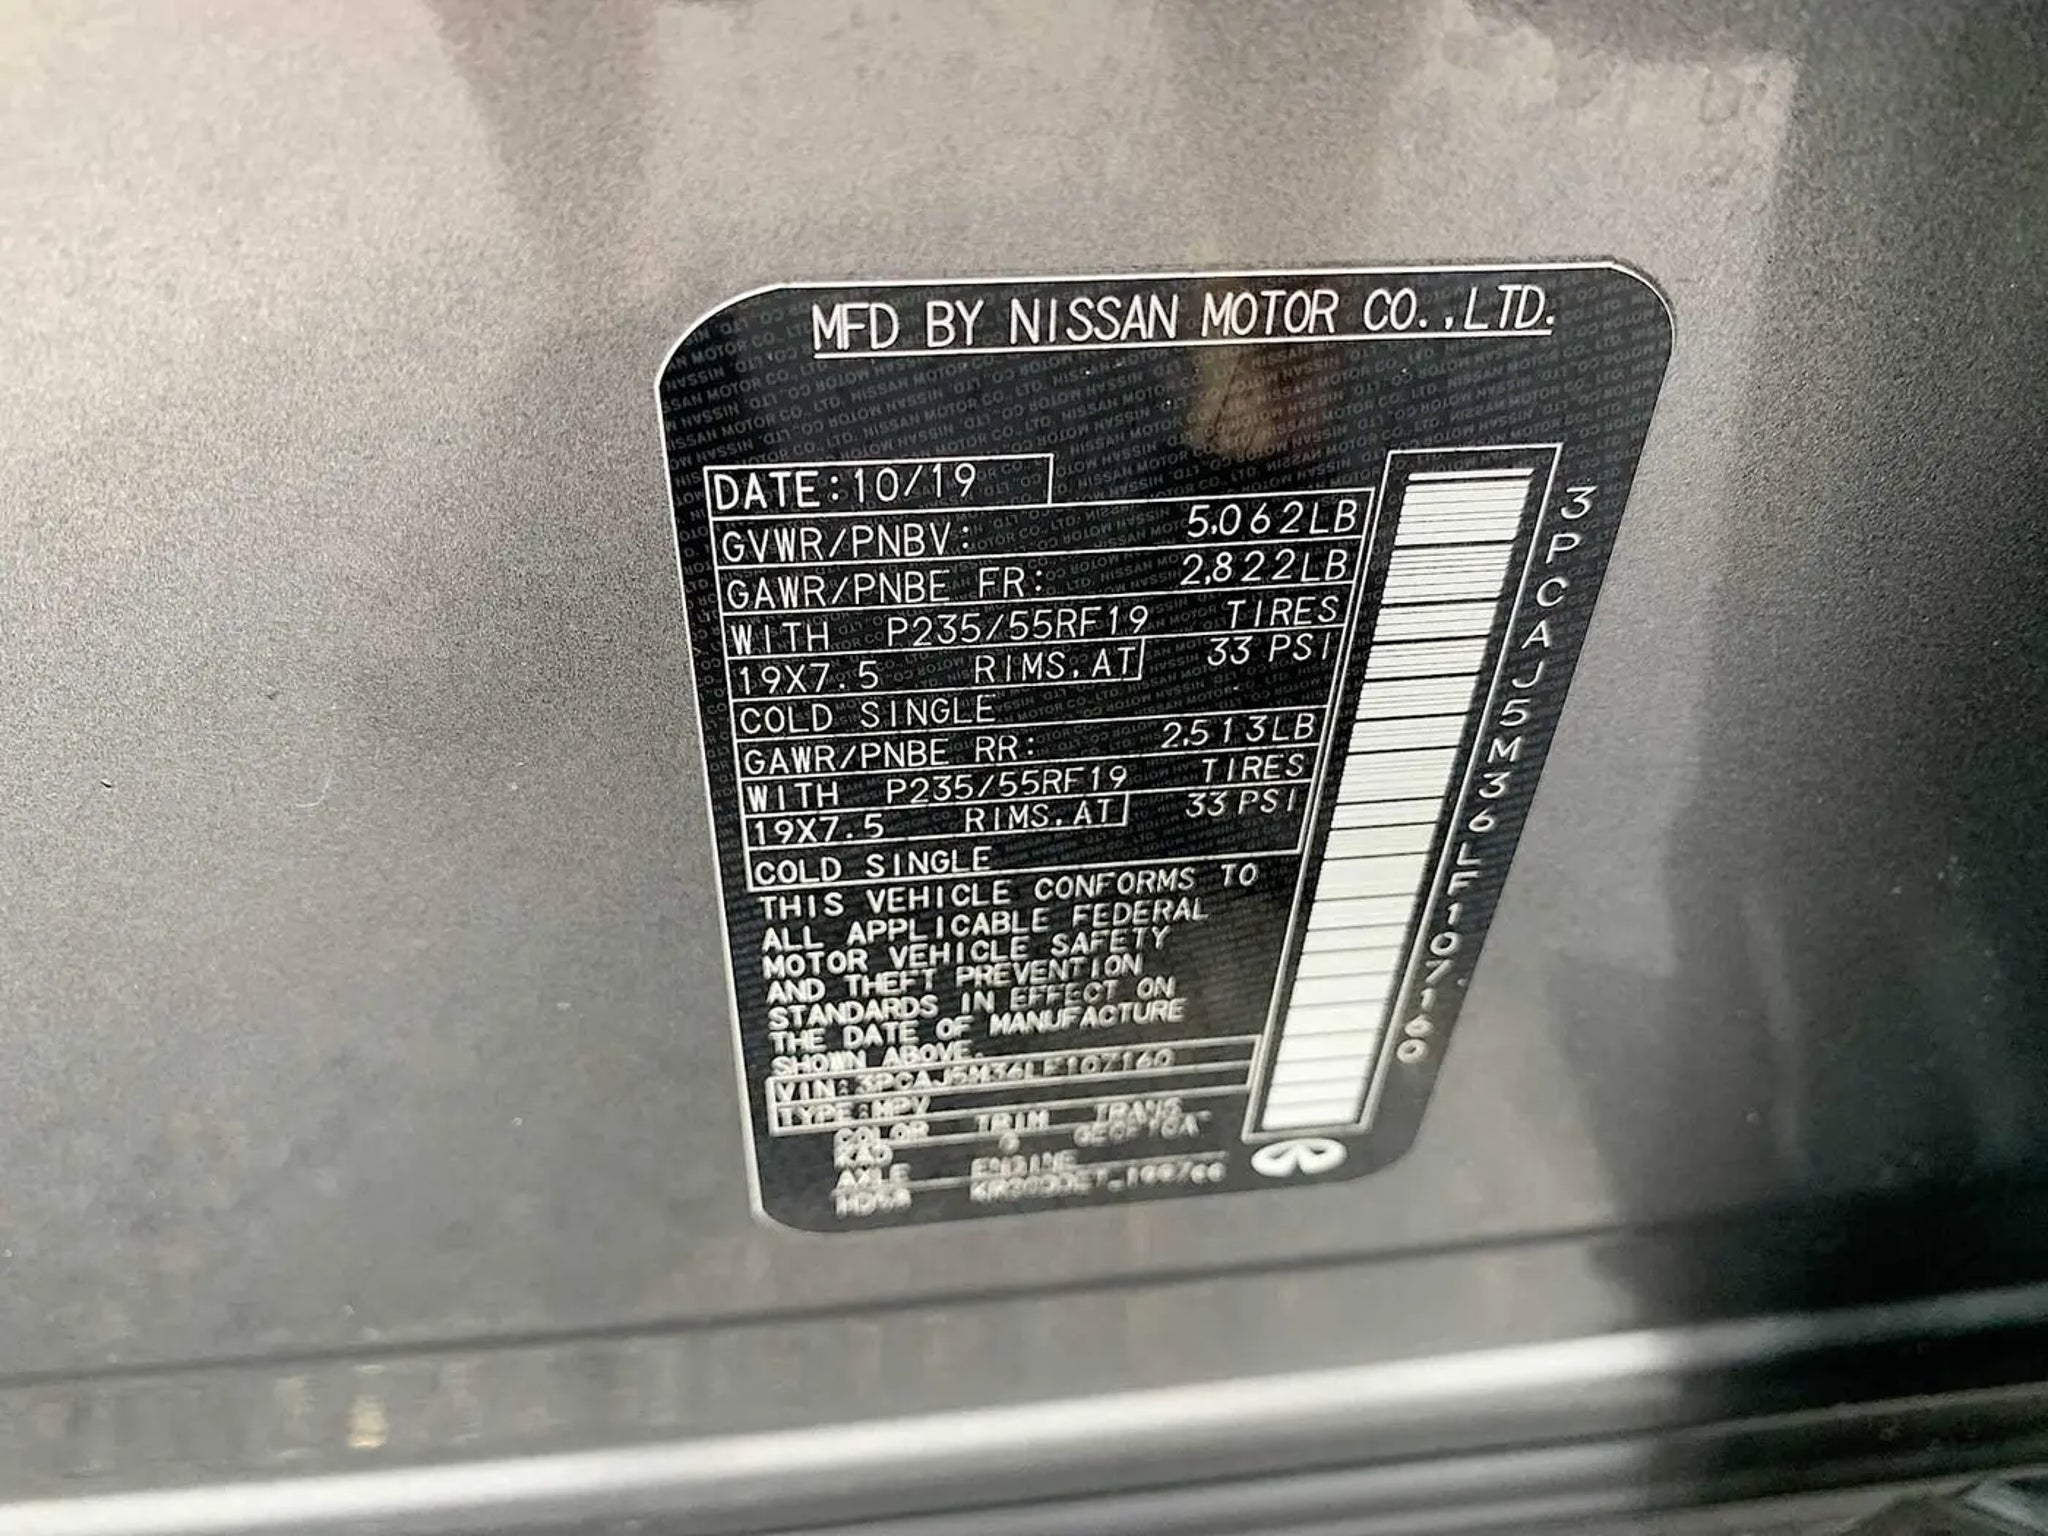 MFD BY NISSAN MOTOR CO.,LTD.
DATE:10/19
GVWR/PNBV: 5,062LB
GAWR/PNBE FR: 2,822LB
WITH P235/55RF19 TIRES
19X7.5 RIMS.AT 33 PSI
COLD SINGLE
GAWR/PNBE RR: 2,513LB
WITH P235/55RF19 TIRES
19X7.5 RIMS.AT 33 PSI
COLD SINGLE
THIS VEHICLE CONFORMS TO
ALL APPLICABLE FEDERAL
MOTOR VEHICLE SAFETY
AND THEFT PREVENTION
STANDARDS IN EFFECT ON
THE DATE OF MANUFACTURE
SHOWN ABOVE.
VIN:3PCAJ5M36LF107160
TYPE:MPV
COLOR TRIM TRANS
KAD G
AXLE ENGINE
3PCAJ5M36LF107160